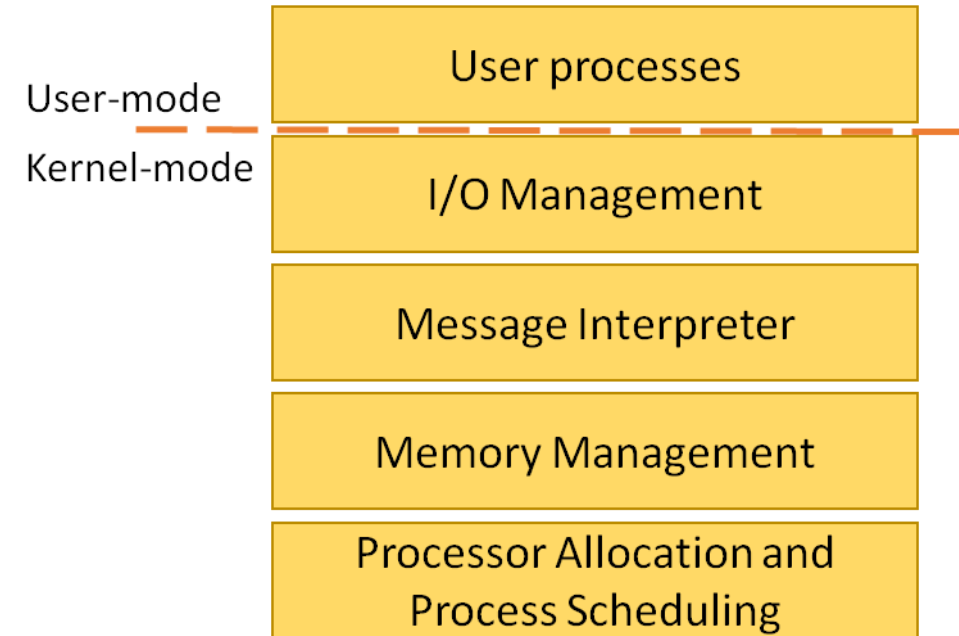 User processes
User-mode
Kernel-mode
I/O Management
Message Interpreter
Memory Management
Processor Allocation and
Process Scheduling